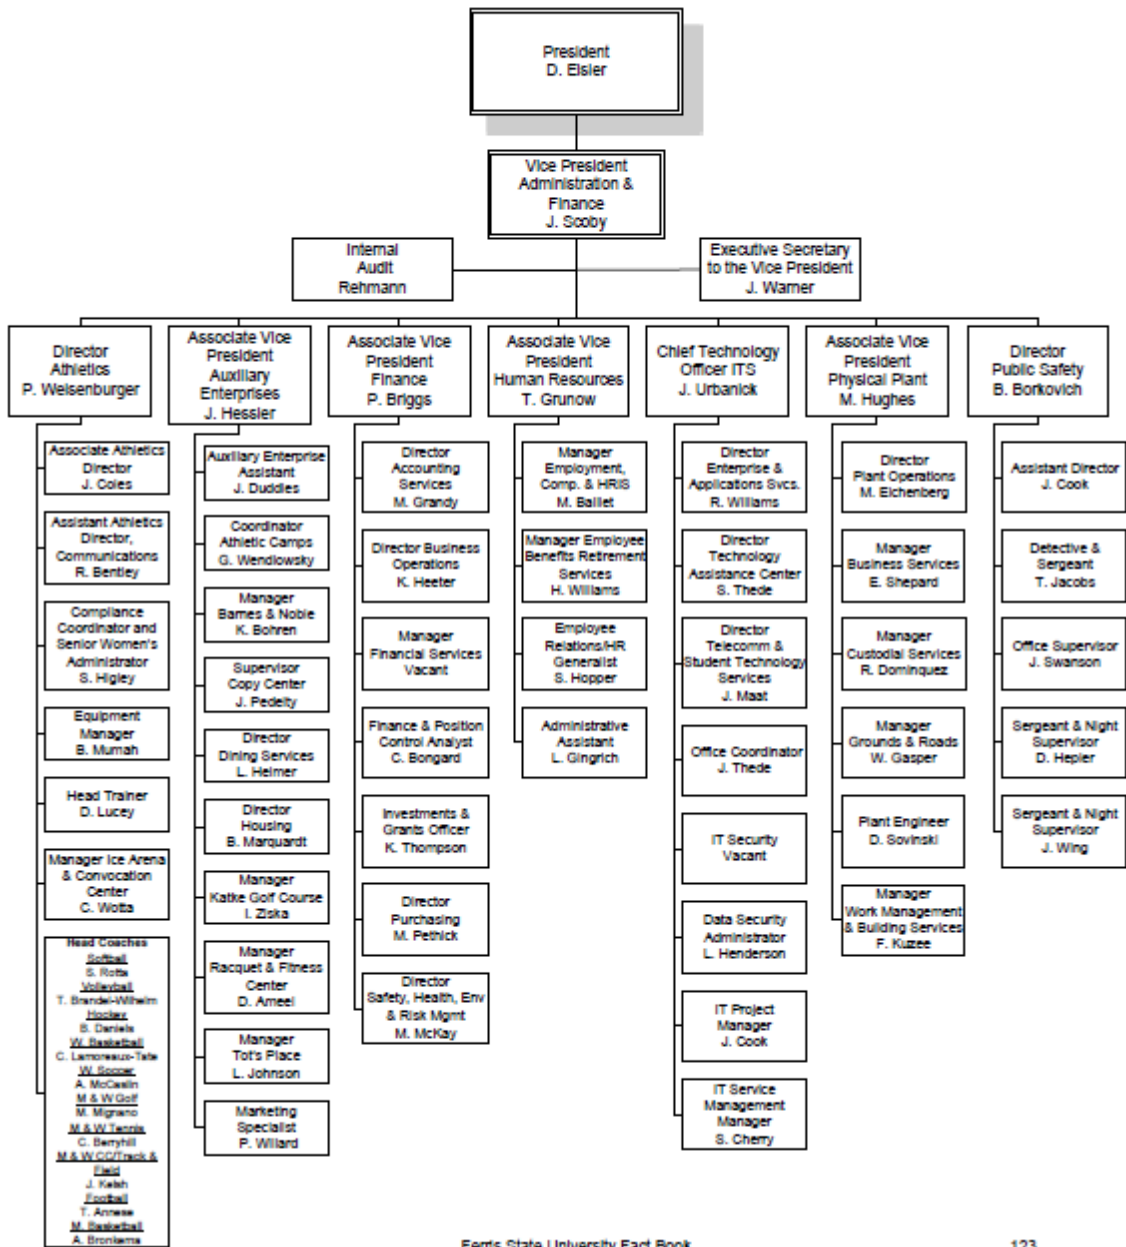 President
D. Eisler
Vice President
Administration &
Finance
J. Scoby
Internal
Audit
Rehmann
Executive Secretary
to the Vice President
J. Warner
Director
Athletics
P. Weisenburger
Associate Vice
President
Auxiliary
Enterprises
J. Hessler
Associate Vice
President
Finance
P. Briggs
Associate Vice
President
Human Resources
T. Grunow
Chief Technology
Officer ITS
J. Urbanick
Associate Vice
President
Physical Plant
M. Hughes
Director
Public Safety
B. Borkovich
Associate Athletics
Director
J. Coles
Assistant Athletics
Director,
Communications
R. Bentley
Compliance
Coordinator and
Senior Women's
Administrator
S. Higley
Equipment
Manager
B. Murnah
Head Trainer
D. Lucey
Manager Ice Arena
& Convocation
Center
C. Wotta
Head Coaches
Softball
S. Rotta
Volleyball
T. Brandel-Wilhelm
Hockey
B. Daniels
W. Basketball
C. Lamoreaux-Tate
W. Soccer
A. McCaslin
M & W Golf
M. Mignano
M & W Tennis
C. Berryhill
M & W CC/Track &
Field
J. Kelsh
Football
T. Annese
M. Basketball
A. Bronkema
Auxiliary Enterprise
Assistant
J. Duddles
Coordinator
Athletic Camps
G. Wendlowsky
Manager
Barnes & Noble
K. Bohren
Supervisor
Copy Center
J. Pedelty
Director
Dining Services
L. Heimer
Director
Housing
B. Marquardt
Manager
Katke Golf Course
I. Ziska
Manager
Racquet & Fitness
Center
D. Ameel
Manager
Tot's Place
L. Johnson
Marketing
Specialist
P. Willard
Director
Accounting
Services
M. Grandy
Director Business
Operations
K. Heeter
Manager
Financial Services
Vacant
Finance & Position
Control Analyst
C. Bongard
Investments &
Grants Officer
K. Thompson
Director
Purchasing
M. Pethick
Director
Safety, Health, Env
& Risk Mgmt
M. McKay
Manager
Employment,
Comp. & HRIS
M. Baillet
Manager Employee
Benefits Retirement
Services
H. Williams
Employee
Relations/HR
Generalist
S. Hopper
Administrative
Assistant
L. Gingrich
Director
Enterprise &
Applications Svcs.
R. Williams
Director
Technology
Assistance Center
S. Thede
Director
Telecomm &
Student Technology
Services
J. Maat
Office Coordinator
J. Thede
IT Security
Vacant
Data Security
Administrator
L. Henderson
IT Project
Manager
J. Cook
IT Service
Management
Manager
S. Cherry
Director
Plant Operations
M. Eichenberg
Manager
Business Services
E. Shepard
Manager
Custodial Services
R. Dominquez
Manager
Grounds & Roads
W. Gasper
Plant Engineer
D. Sovinski
Manager
Work Management
& Building Services
F. Kuzee
Assistant Director
J. Cook
Detective &
Sergeant
T. Jacobs
Office Supervisor
J. Swanson
Sergeant & Night
Supervisor
D. Hepler
Sergeant & Night
Supervisor
J. Wing
Ferris State University Fact Book
123